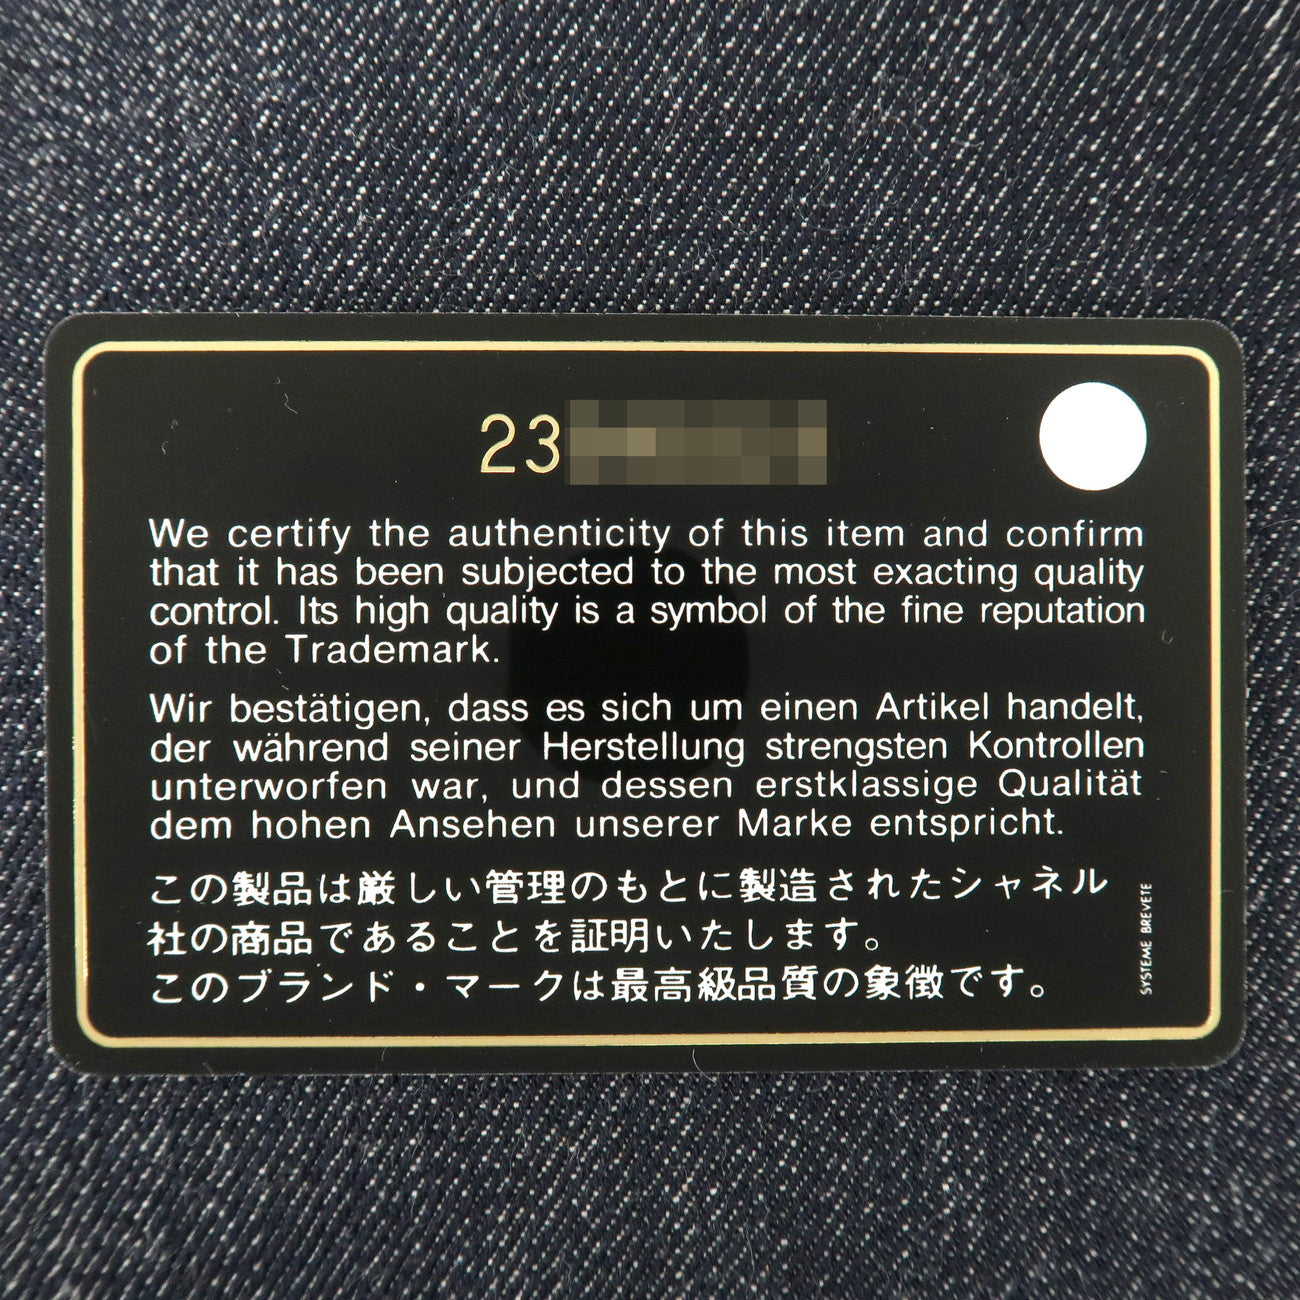 23
We certify the authenticity of this item and confirm
that it has been subjected to the most exacting quality
control. Its high quality is a symbol of the fine reputation
of the Trademark.
Wir bestätigen, dass es sich um einen Artikel handelt,
der während seiner Herstellung strengsten Kontrollen
unterworfen war, und dessen erstklassige Qualität
dem hohen Ansehen unserer Marke entspricht.
この製品は厳しい管理のもとに製造されたシャネル
社の商品であることを証明いたします。
このブランド・マークは最高級品質の象徴です。
SYSTEME BREVETE